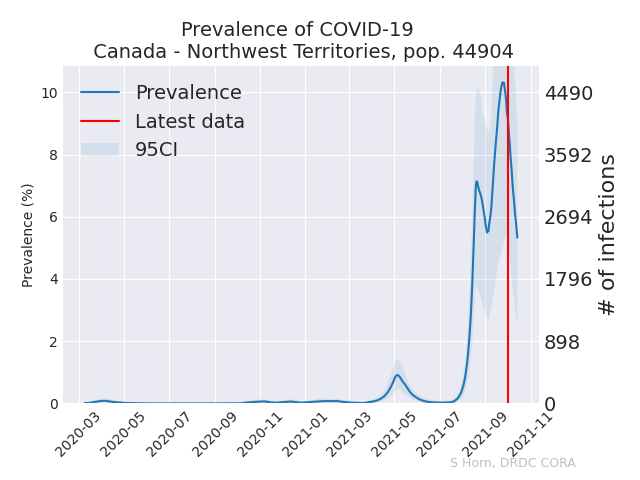 Prevalence of COVID-19
Canada - Northwest Territories, pop. 44904
Prevalence
Latest data
95CI
Prevalence (%)
10
8
6
4
2
0
4490
3592
2694
1796
898
0
# of infections
2020-03
2020-05
2020-07
2020-09
2020-11
2021-01
2021-03
2021-05
2021-07
2021-09
2021-11
S Horn, DRDC CORA